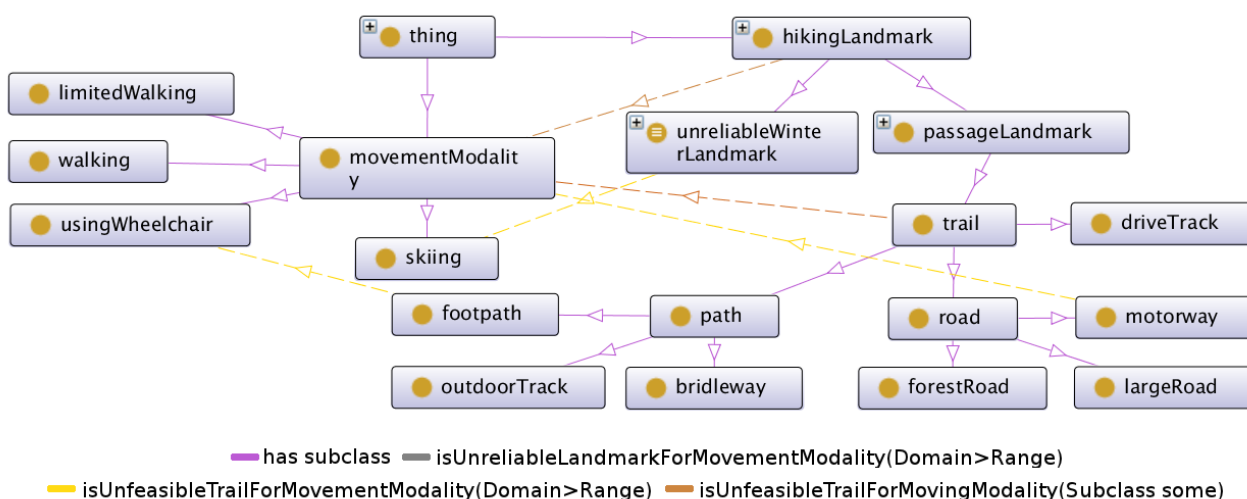 thing
hikingLandmark
limitedWalking
unreliableWinte
rLandmark
passageLandmark
walking
movementModalit
y
usingWheelchair
trail
driveTrack
skiing
footpath
path
road
motorway
outdoorTrack
bridleway
forestRoad
largeRoad
has subclass isUnreliableLandmarkForMovementModality(Domain>Range)
isUnfeasibleTrailForMovementModality(Domain>Range) isUnfeasibleTrailForMovingModality(Subclass some)